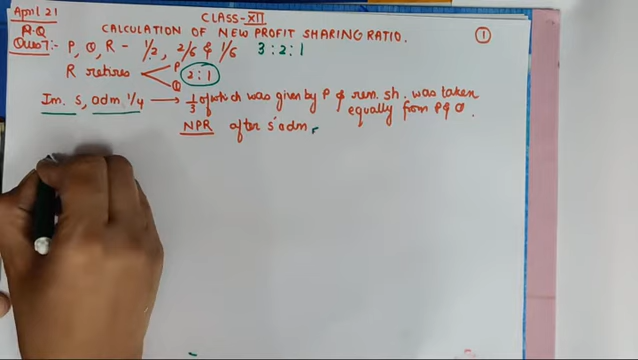 April 21
CLASS-XII
P.Q
CALCULATION OF NEW PROFIT SHARING RATIO.
①
Ques7:- P, Q, R - 1/2, 2/6 & 1/6 3:2:1
R retires P
2:1
Q
Im. S, adm 1/4 → 1/3 of which was given by P & rem. sh. was taken
equally from P & Q.
NPR after S' adm.